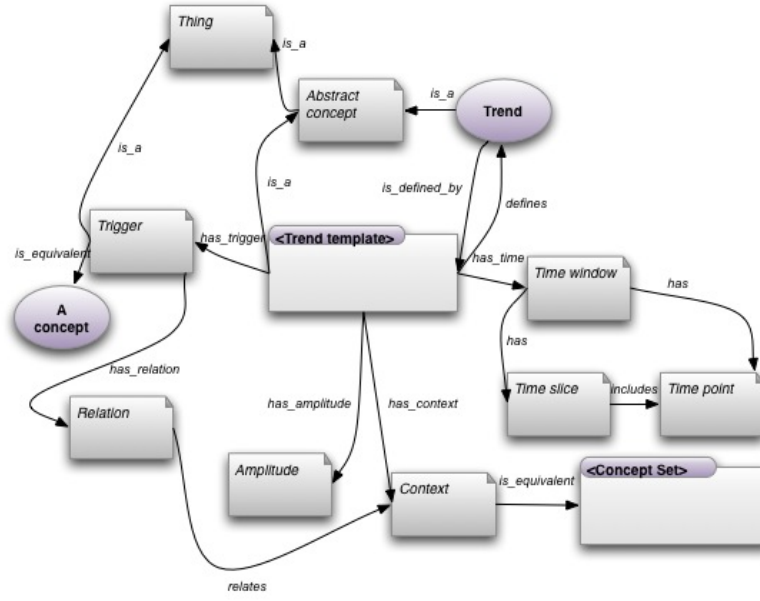 Thing
is_a
Abstract
concept
is_a
Trend
is_a
is_a
is_defined_by
defines
Trigger
is_equivalent
has_trigger
<Trend template>
has_time
Time window
has
A
concept
has
has_relation
Time slice
includes
Time point
Relation
has_amplitude
has_context
Amplitude
Context
is_equivalent
<Concept Set>
relates